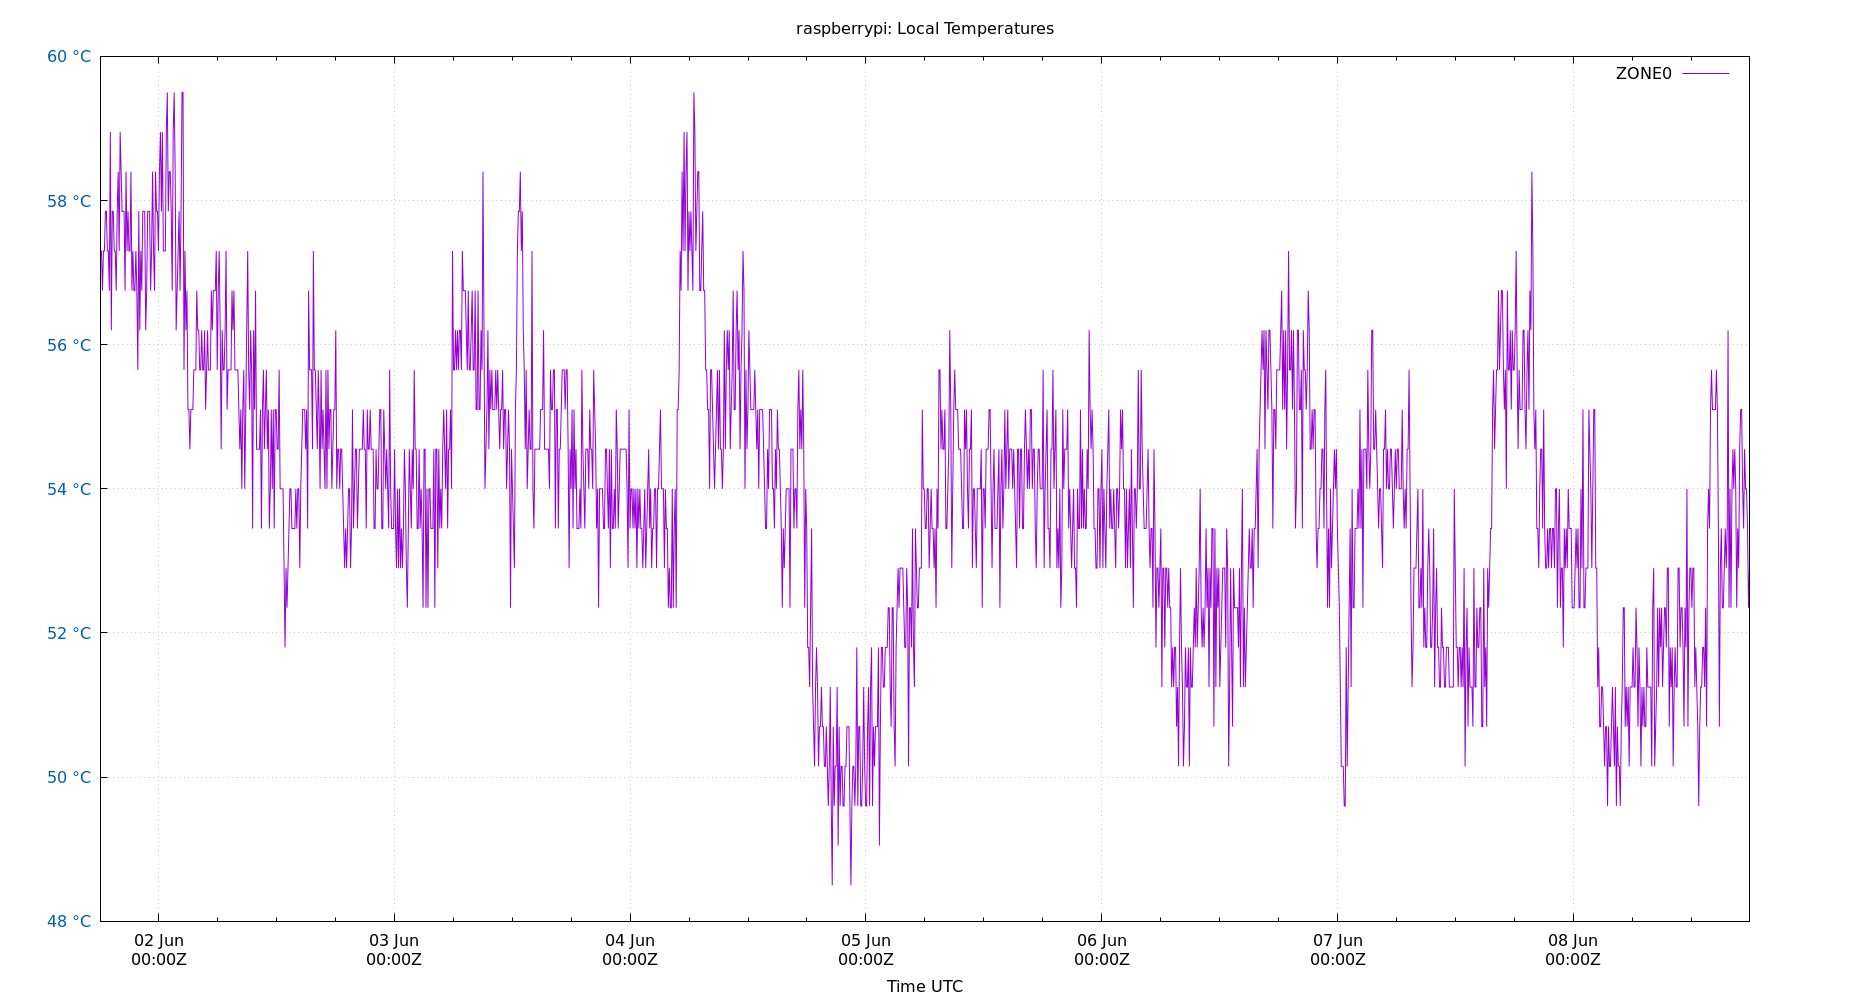 raspberrypi: Local Temperatures
ZONE0
60 °C
58 °C
56 °C
54 °C
52 °C
50 °C
48 °C
02 Jun
00:00Z
03 Jun
00:00Z
04 Jun
00:00Z
05 Jun
00:00Z
06 Jun
00:00Z
07 Jun
00:00Z
08 Jun
00:00Z
Time UTC